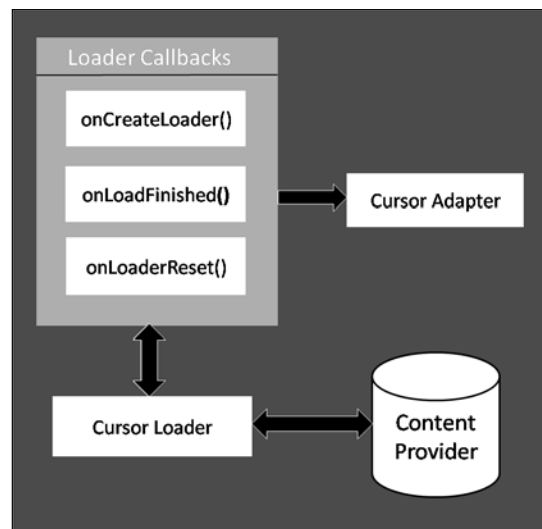 Loader Callbacks
onCreateLoader()
onLoadFinished()
onLoaderReset()
Cursor Adapter
Cursor Loader
Content
Provider